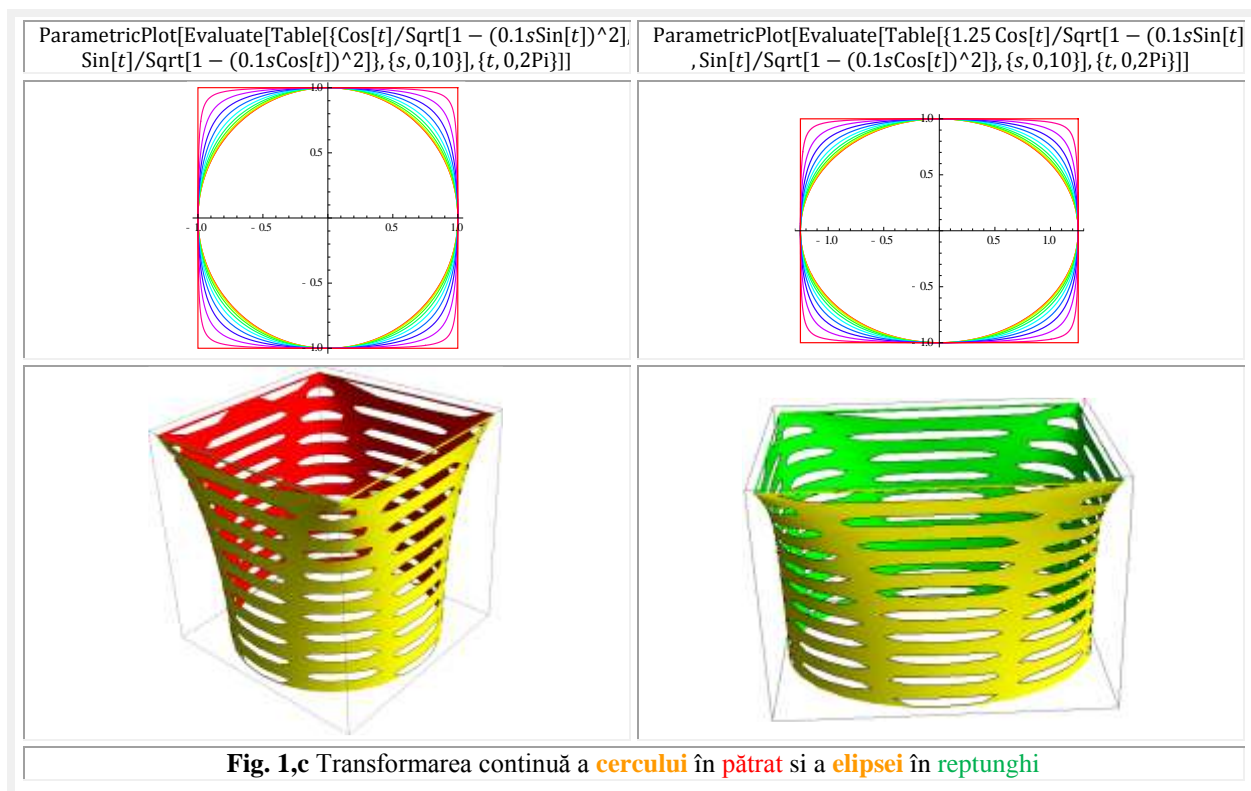 ParametricPlot[Evaluate[Table[{Cos[t]/Sqrt[1 − (0.1sSin[t])^2],
Sin[t]/Sqrt[1 − (0.1sCos[t])^2]}, {s, 0,10}], {t, 0,2Pi}]]
ParametricPlot[Evaluate[Table[{1.25 Cos[t]/Sqrt[1 − (0.1sSin[t]
, Sin[t]/Sqrt[1 − (0.1sCos[t])^2]}, {s, 0,10}], {t, 0,2Pi}]]
1.0
0.5
- 1.0 - 0.5 0.5 1.0
- 0.5
- 1.0
1.0
0.5
- 1.0 - 0.5 0.5 1.0
- 0.5
- 1.0
Fig. 1,c Transformarea continuă a cercului în pătrat si a elipsei în reptunghi